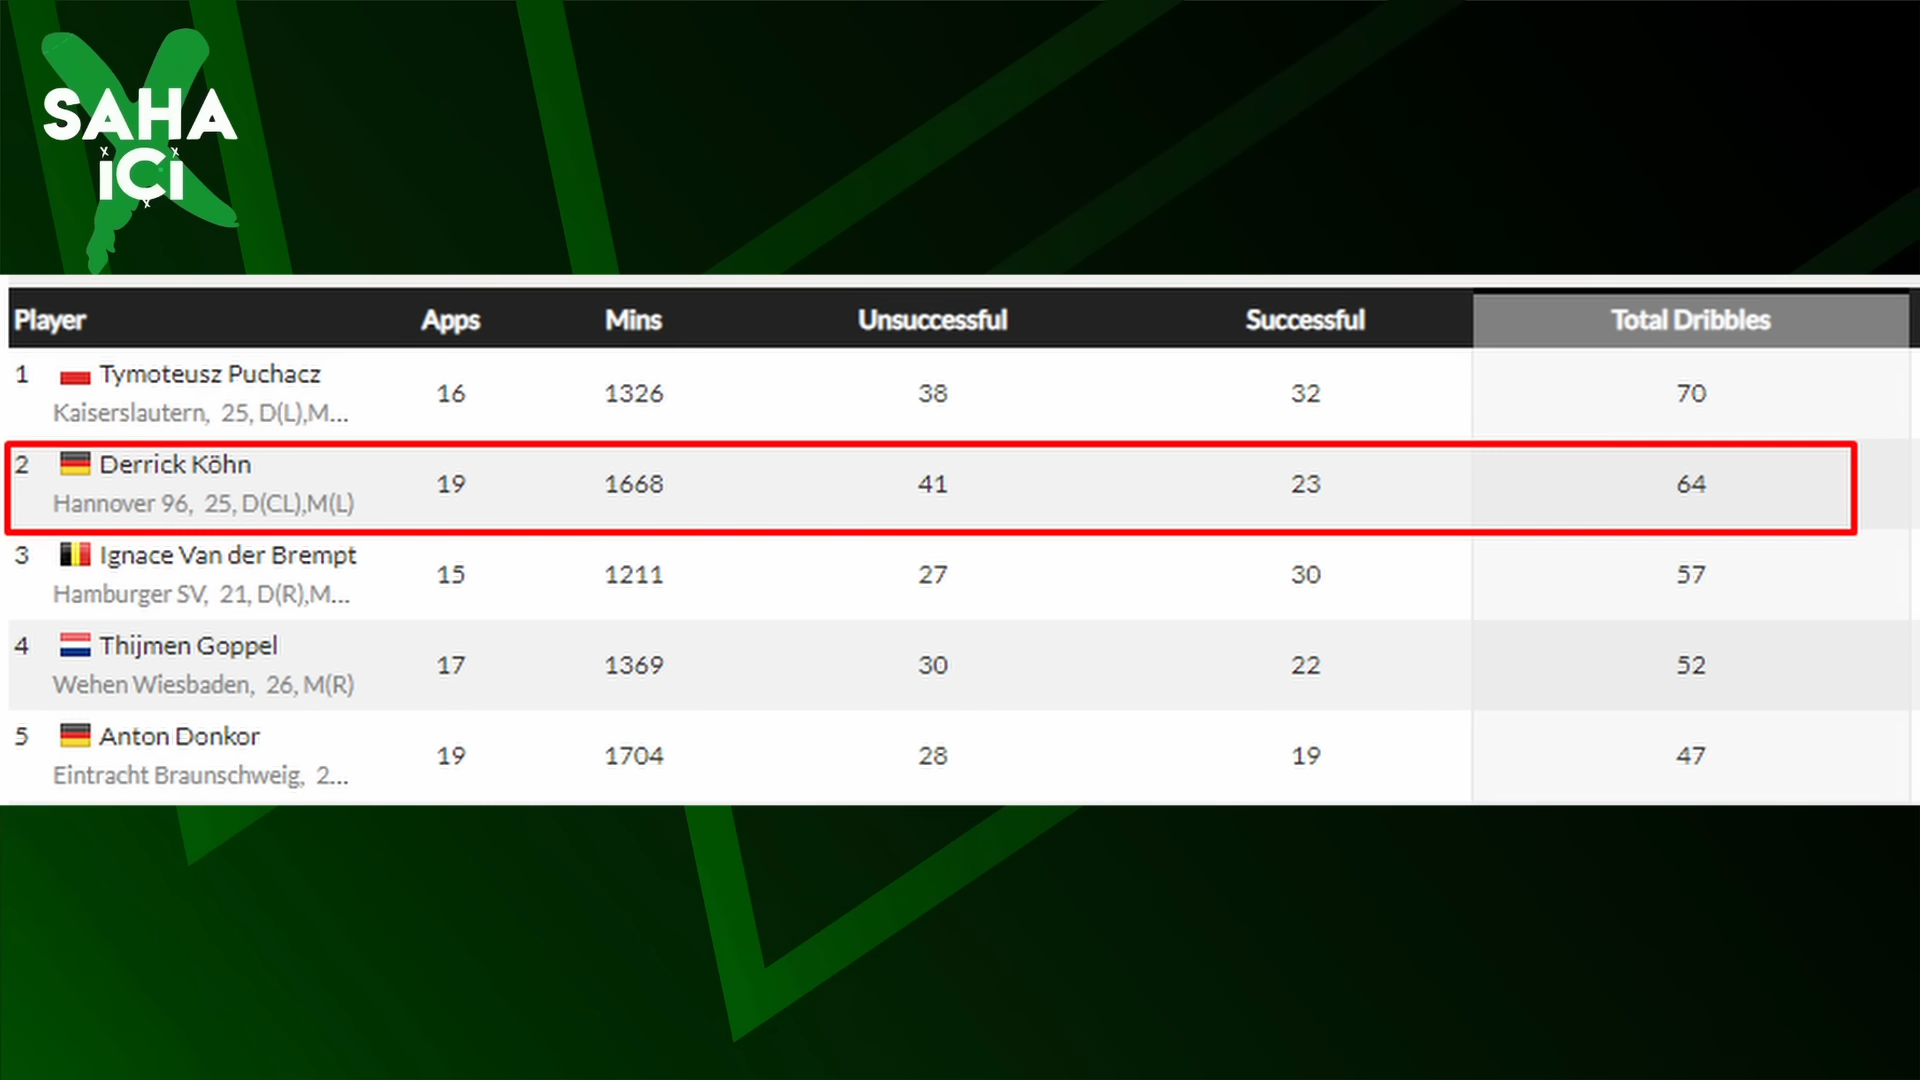 SAHA
iÇi
Player Apps Mins Unsuccessful Successful Total Dribbles
1 Tymoteusz Puchacz 16 1326 38 32 70
Kaiserslautern, 25, D(L),M...
2 Derrick Köhn 19 1668 41 23 64
Hannover 96, 25, D(CL),M(L)
3 Ignace Van der Brempt 15 1211 27 30 57
Hamburger SV, 21, D(R),M...
4 Thijmen Goppel 17 1369 30 22 52
Wehen Wiesbaden, 26, M(R)
5 Anton Donkor 19 1704 28 19 47
Eintracht Braunschweig, 2...